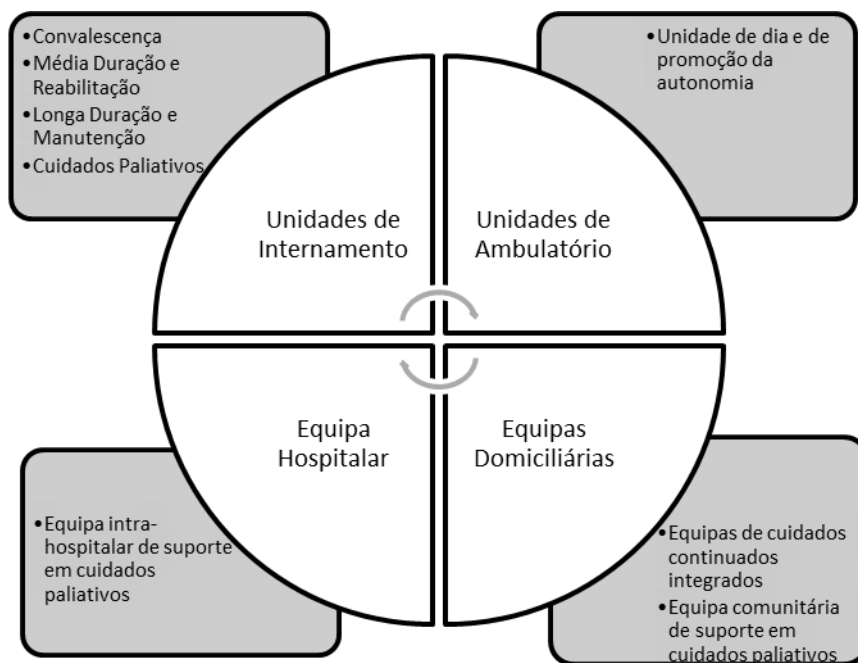 •Convalescença
•Média Duração e
Reabilitação
•Longa Duração e
Manutenção
•Cuidados Paliativos
•Unidade de dia e de
promoção da
autonomia
Unidades de
Internamento
Unidades de
Ambulatório
Equipa
Hospitalar
Equipas
Domiciliárias
•Equipa intra-
hospitalar de suporte
em cuidados
paliativos
•Equipas de cuidados
continuados
integrados
•Equipa comunitária
de suporte em
cuidados paliativos